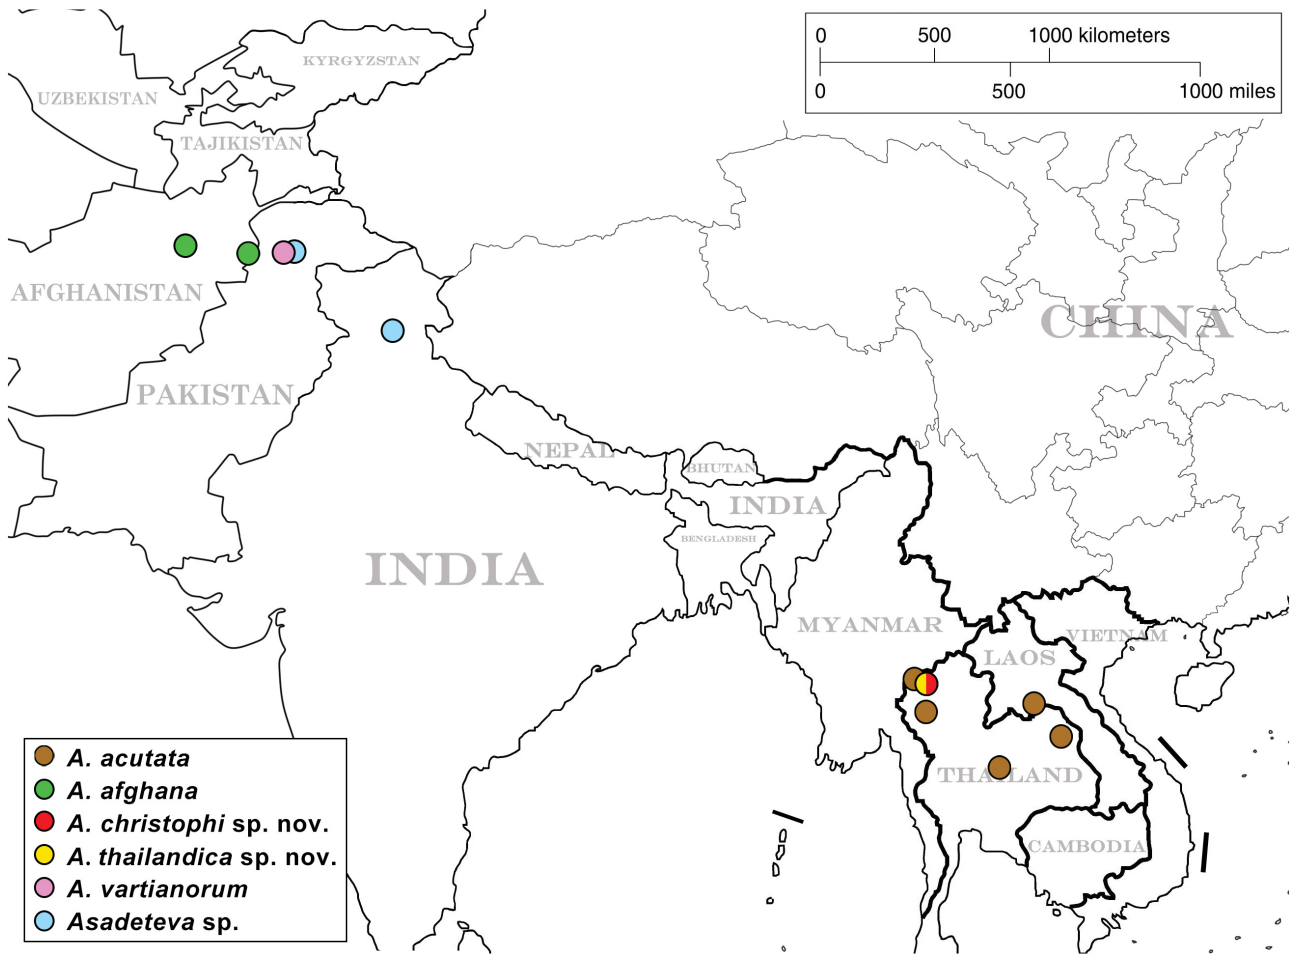 0 500 1000 kilometers
0 500 1000 miles
KYRGYZSTAN
UZBEKISTAN
TAJIKISTAN
AFGHANISTAN
CHINA
PAKISTAN
NEPAL
BHUTAN
INDIA
BENGLADESH
INDIA
MYANMAR
VIETNAM
LAOS
THAILAND
CAMBODIA
A. acutata
A. afghana
A. christophi sp. nov.
A. thailandica sp. nov.
A. vartianorum
Asadeteva sp.